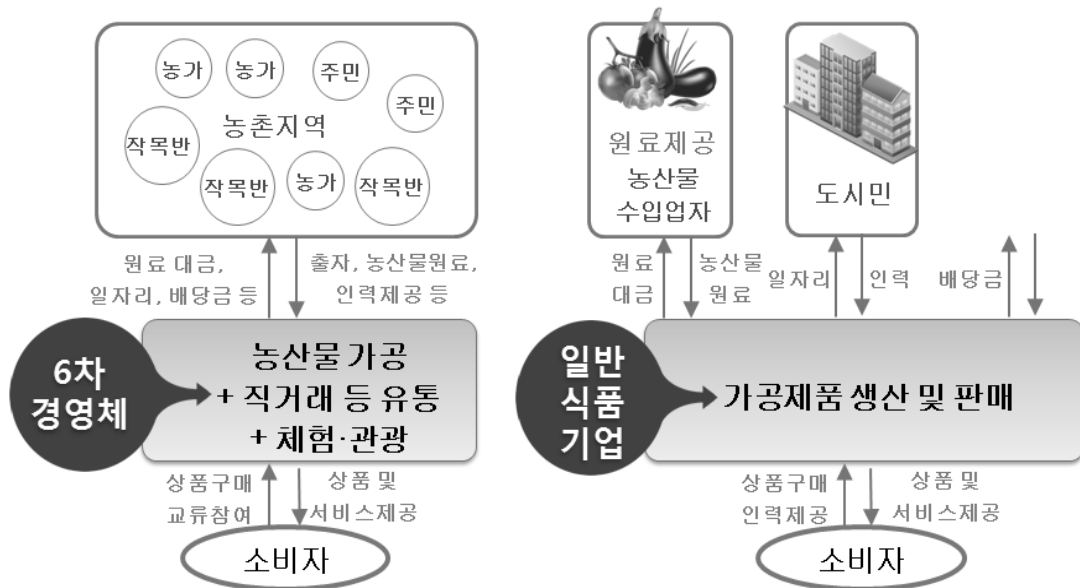 농가
농가
주민
주민
농촌지역
작목반
작목반
농가
작목반
원료 대금,
일자리, 배당금 등
출자, 농산물원료,
인력제공 등
6차
경영체
농산물 가공
+ 직거래 등 유통
+ 체험·관광
상품구매
교류참여
상품 및
서비스제공
소비자
원료제공
농산물
수입업자
도시민
원료
대금
농산물
원료
일자리
인력
배당금
일반
식품
기업
가공제품 생산 및 판매
상품구매
인력제공
상품 및
서비스제공
소비자